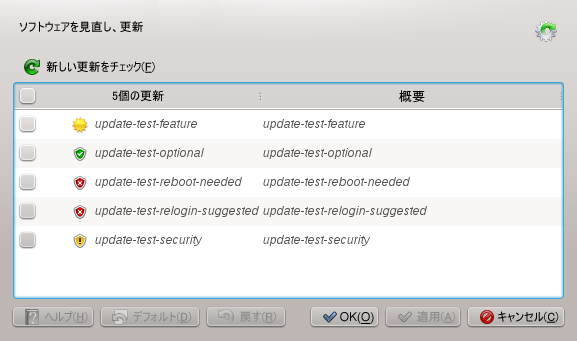 ソフトウェアを見直し、更新
新しい更新をチェック(F)
5個の更新 概要
update-test-feature update-test-feature
update-test-optional update-test-optional
update-test-reboot-needed update-test-reboot-needed
update-test-relogin-suggested update-test-relogin-suggested
update-test-security update-test-security
ヘルプ(H) デフォルト(D) 戻す(R) OK(O) 適用(A) キャンセル(C)